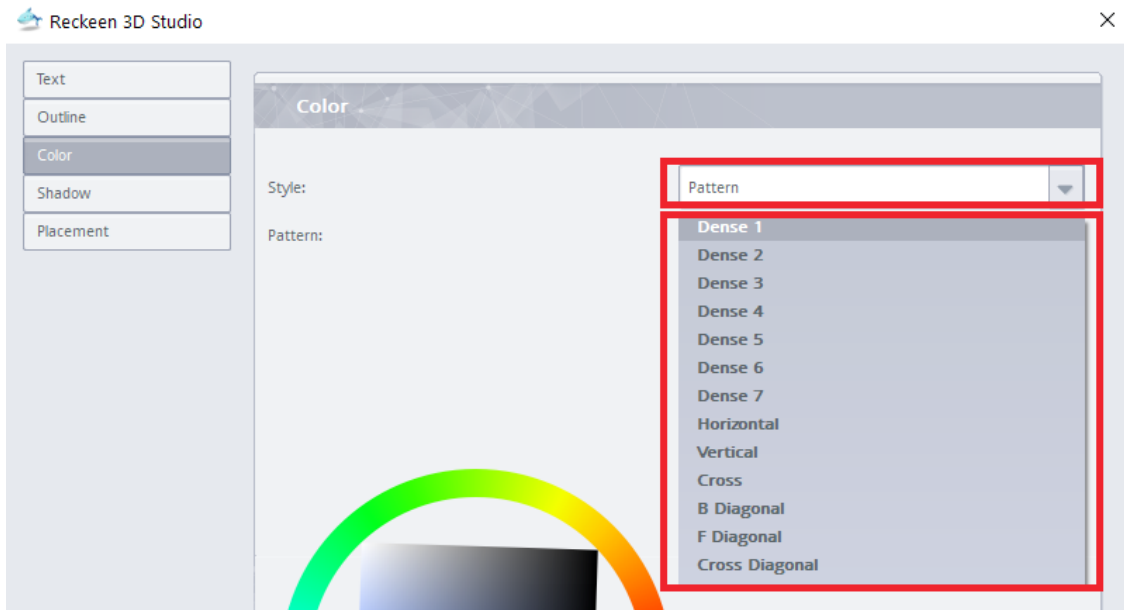 Reckeen 3D Studio
Text
Outline
Color
Shadow
Placement
Color
Style:
Pattern
Pattern:
Dense 1
Dense 2
Dense 3
Dense 4
Dense 5
Dense 6
Dense 7
Horizontal
Vertical
Cross
B Diagonal
F Diagonal
Cross Diagonal